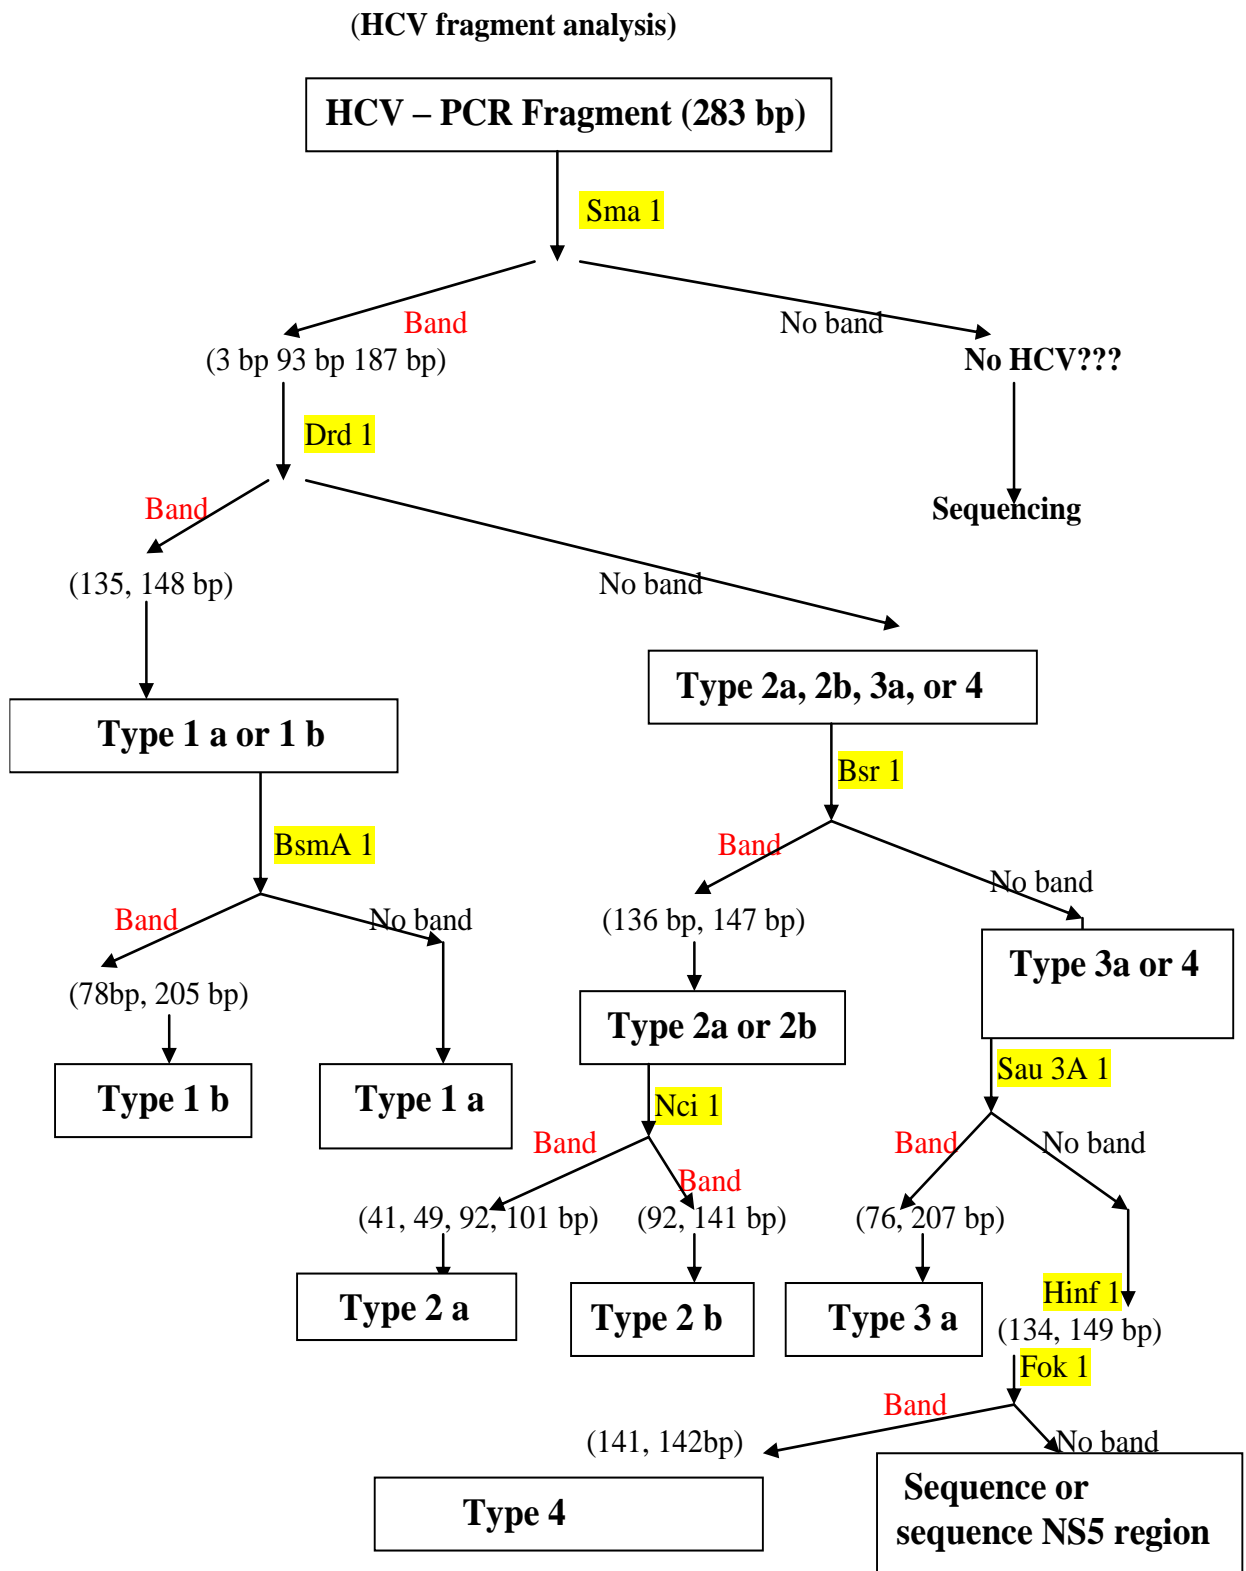 (HCV fragment analysis)
HCV – PCR Fragment (283 bp)
Sma 1
Band
No band
(3 bp 93 bp 187 bp)
No HCV???
Drd 1
Band
Sequencing
(135, 148 bp)
No band
Type 2a, 2b, 3a, or 4
Type 1 a or 1 b
Bsr 1
BsmA 1
Band
No band
Band
No band
(136 bp, 147 bp)
Type 3a or 4
(78bp, 205 bp)
Type 2a or 2b
Sau 3A 1
Type 1 b
Type 1 a
Nci 1
Band
Band
No band
Band
(41, 49, 92, 101 bp)
(92, 141 bp)
(76, 207 bp)
Hinf 1
Type 2 a
Type 2 b
Type 3 a
(134, 149 bp)
Fok 1
Band
(141, 142bp)
No band
Type 4
Sequence or
sequence NS5 region